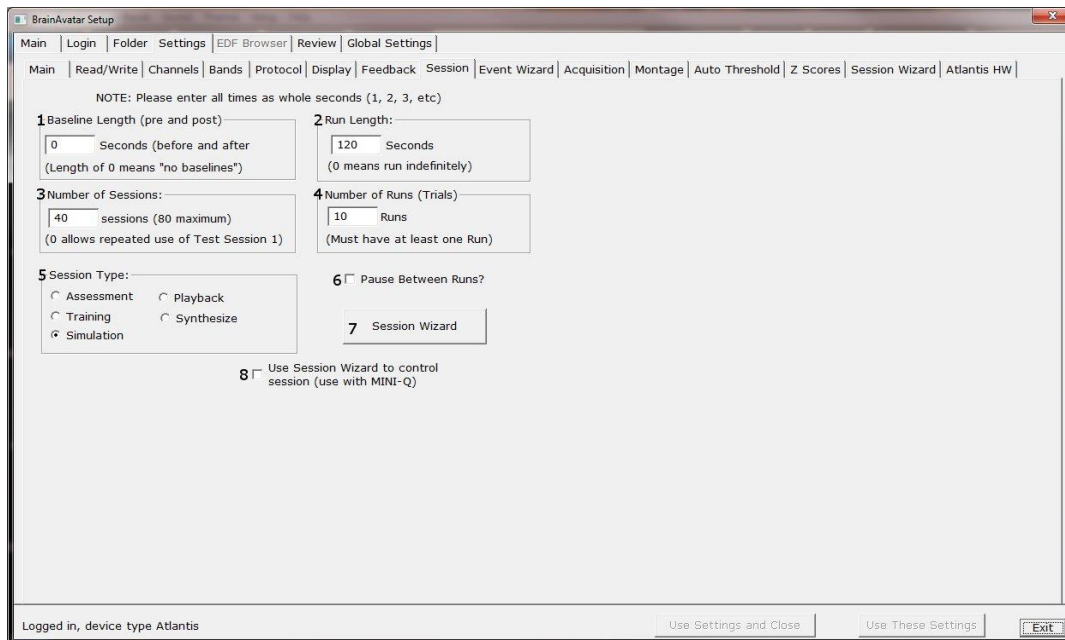 BrainAvatar Setup
Main Login Folder Settings EDF Browser Review Global Settings
Main Read/Write Channels Bands Protocol Display Feedback Session Event Wizard Acquisition Montage Auto Threshold Z Scores Session Wizard Atlantis HW
NOTE: Please enter all times as whole seconds (1, 2, 3, etc)
1 Baseline Length (pre and post)
0 Seconds (before and after
(Length of 0 means "no baselines")
2 Run Length:
120 Seconds
(0 means run indefinitely)
3 Number of Sessions:
40 sessions (80 maximum)
(0 allows repeated use of Test Session 1)
4 Number of Runs (Trials)
10 Runs
(Must have at least one Run)
5 Session Type:
Assessment Playback
Training Synthesize
Simulation
6 Pause Between Runs?
7 Session Wizard
8 Use Session Wizard to control
session (use with MINI-Q)
Logged in, device type Atlantis Use Settings and Close Use These Settings Exit